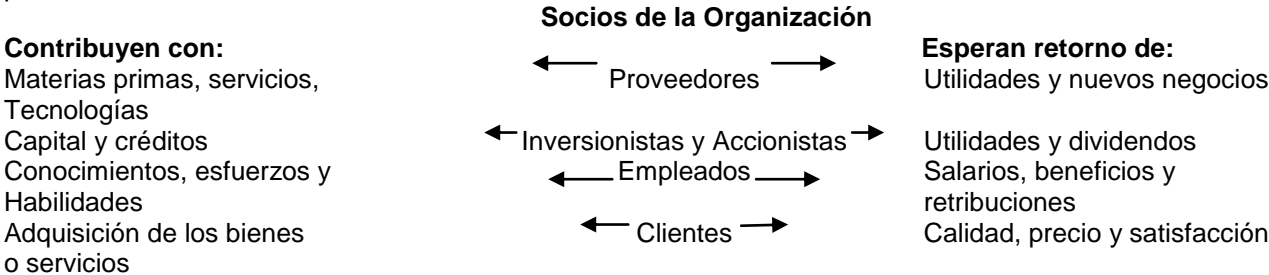 Socios de la Organización
Contribuyen con: Esperan retorno de:
Materias primas, servicios, Proveedores Utilidades y nuevos negocios
Tecnologías
Capital y créditos Inversionistas y Accionistas Utilidades y dividendos
Conocimientos, esfuerzos y Empleados Salarios, beneficios y
Habilidades retribuciones
Adquisición de los bienes Clientes Calidad, precio y satisfacción
o servicios